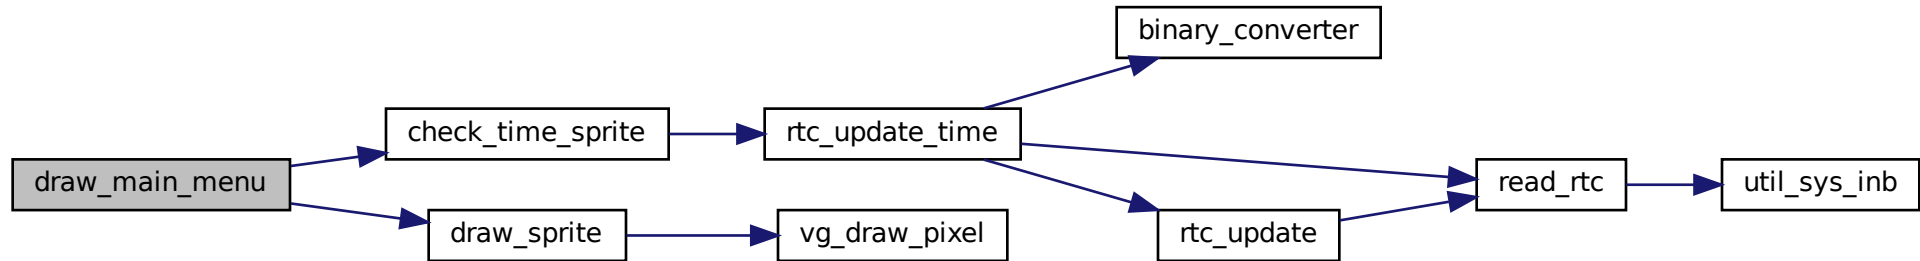 binary_converter
check_time_sprite
rtc_update_time
draw_main_menu
read_rtc
util_sys_inb
draw_sprite
vg_draw_pixel
rtc_update